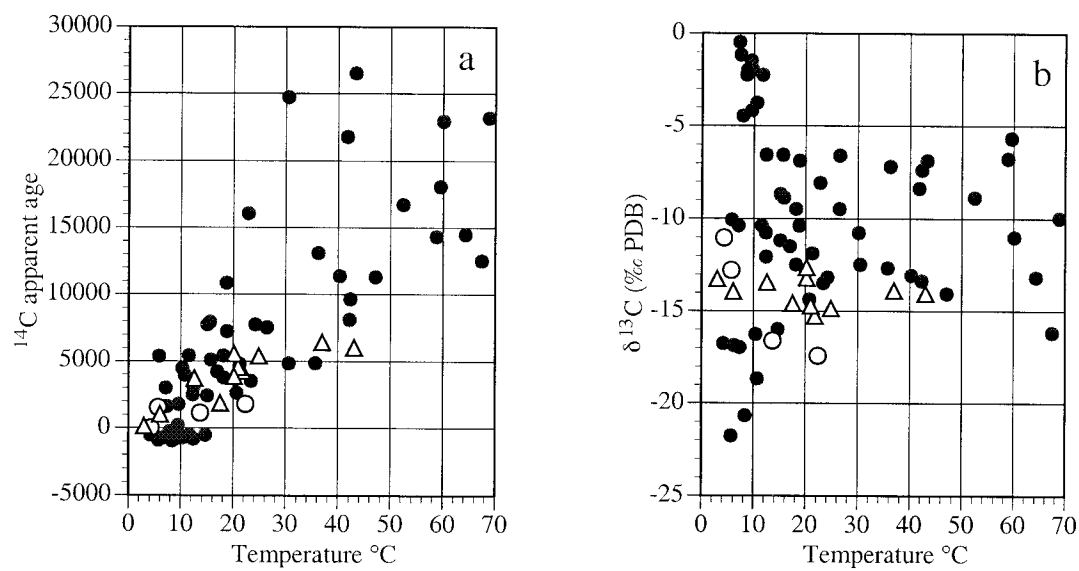 30000
25000
20000
15000
10000
5000
0
-5000
¹⁴C apparent age
a
0 10 20 30 40 50 60 70
Temperature °C
0
-5
-10
-15
-20
-25
δ ¹³C (‰ PDB)
b
0 10 20 30 40 50 60 70
Temperature °C